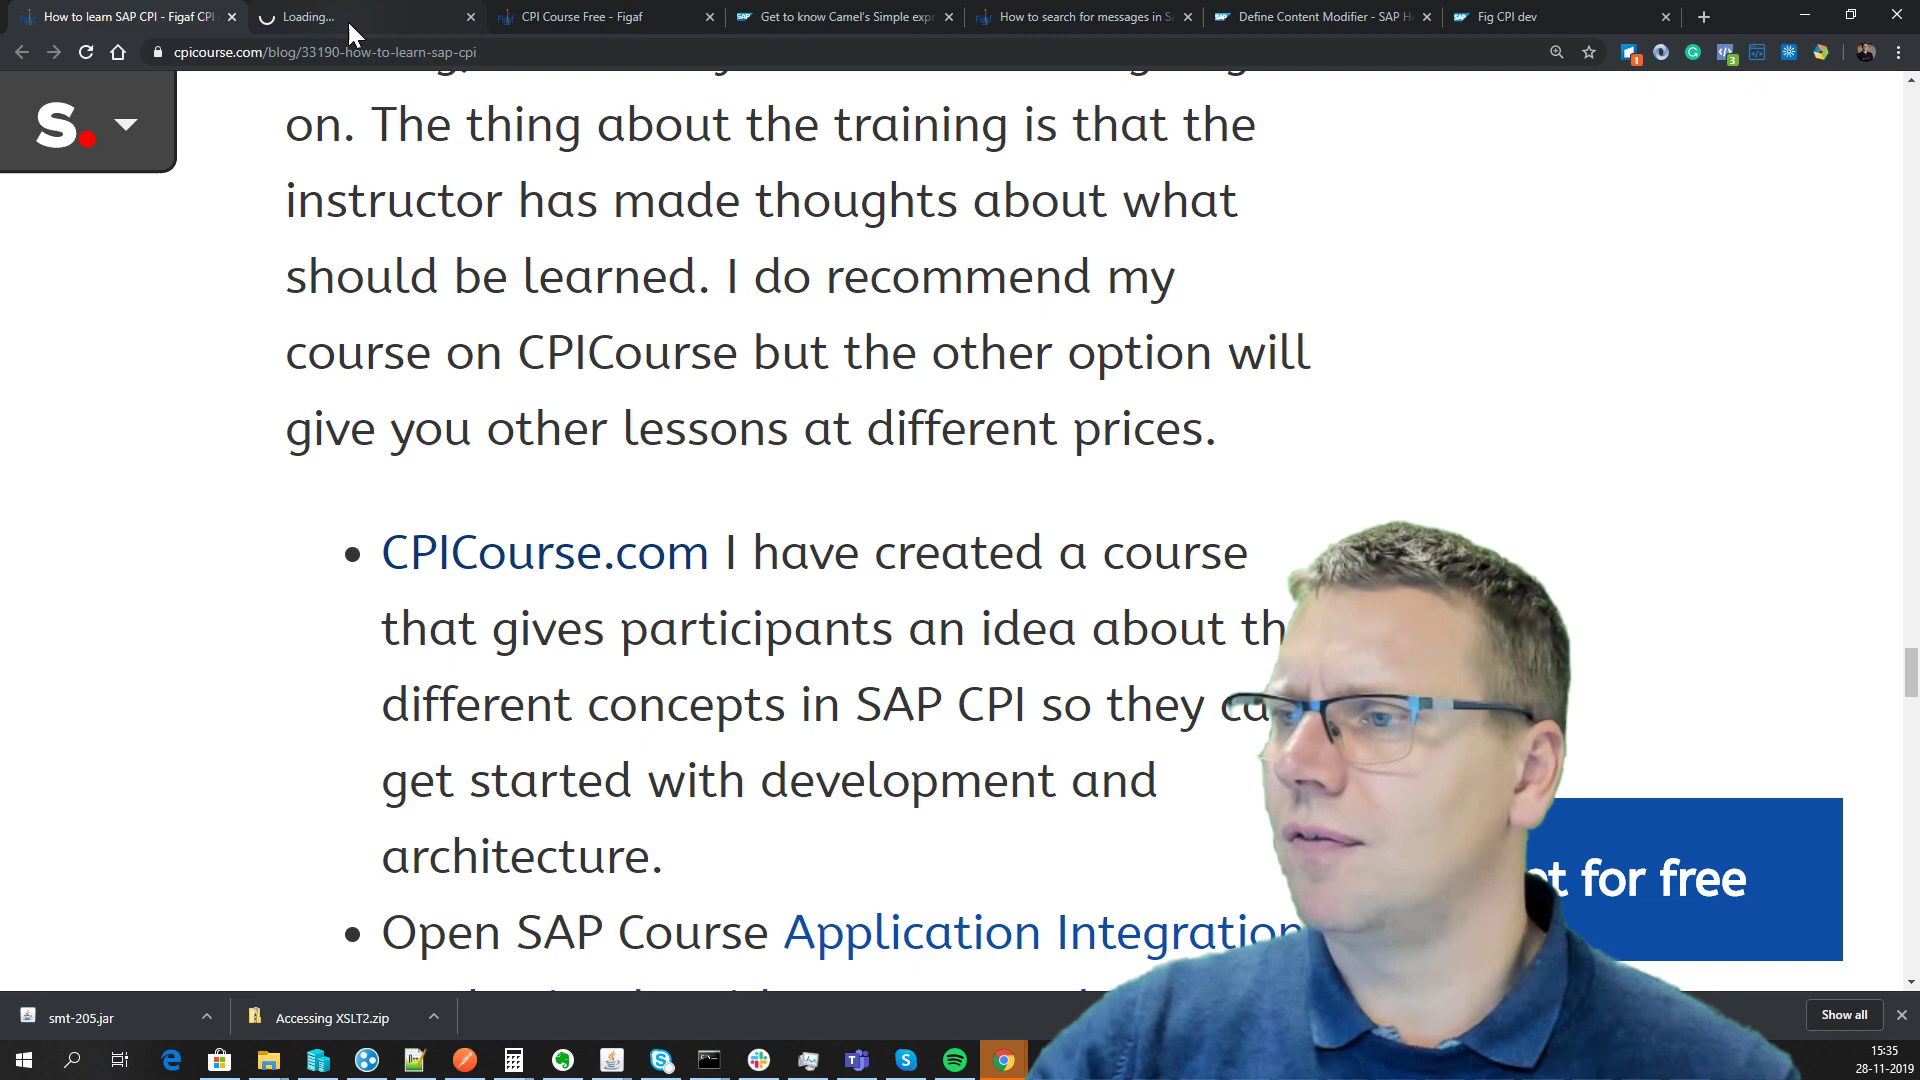 How to learn SAP CPI - Figaf CPI
Loading...
CPI Course Free - Figaf
Get to know Camel's Simple expr
How to search for messages in S
Define Content Modifier - SAP H
Fig CPI dev
cpicourse.com/blog/33190-how-to-learn-sap-cpi
1
3
S.
on. The thing about the training is that the
instructor has made thoughts about what
should be learned. I do recommend my
course on CPICourse but the other option will
give you other lessons at different prices.
• CPICourse.com I have created a course
that gives participants an idea about th
different concepts in SAP CPI so they ca
get started with development and
architecture.
• Open SAP Course Application Integration
et for free
smt-205.jar
Accessing XSLT2.zip
Show all
15:35
28-11-2019